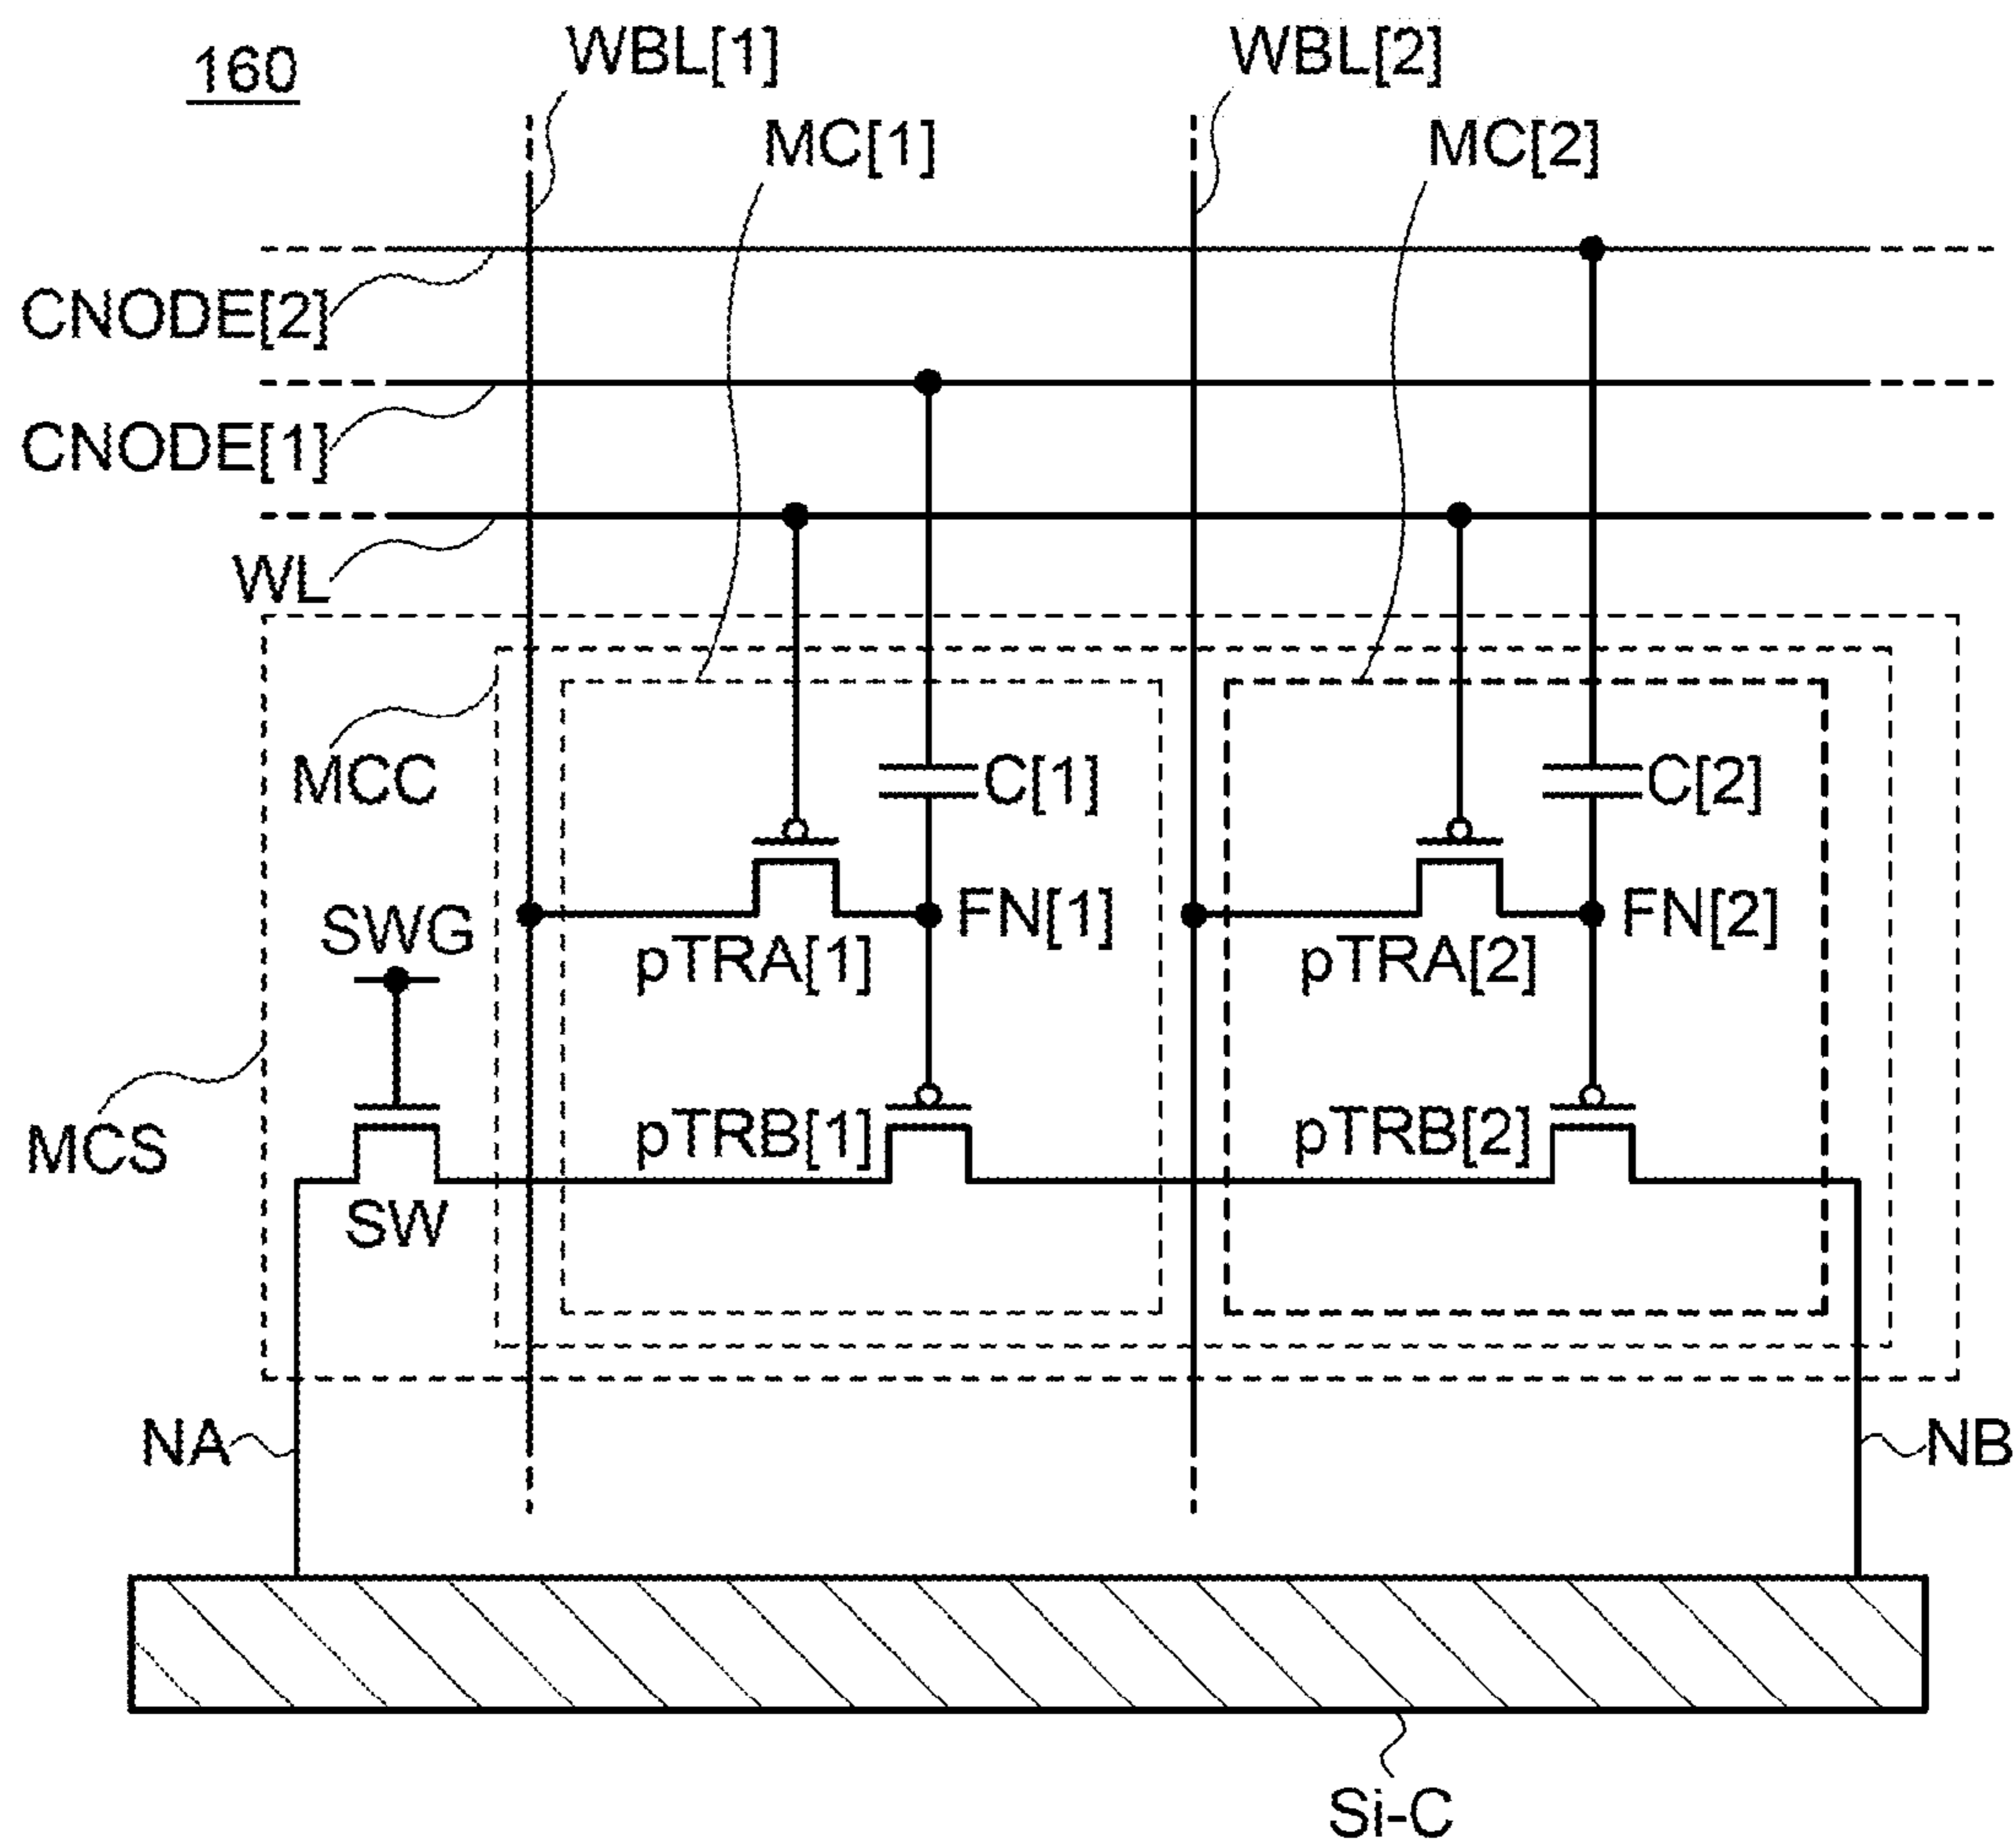 160
WBL[1]
WBL[2]
MC[1]
MC[2]
CNODE[2]
CNODE[1]
WL
MCC
C[1]
C[2]
SWG
FN[1]
FN[2]
pTRA[1]
pTRA[2]
MCS
pTRB[1]
pTRB[2]
SW
NA
NB
Si-C